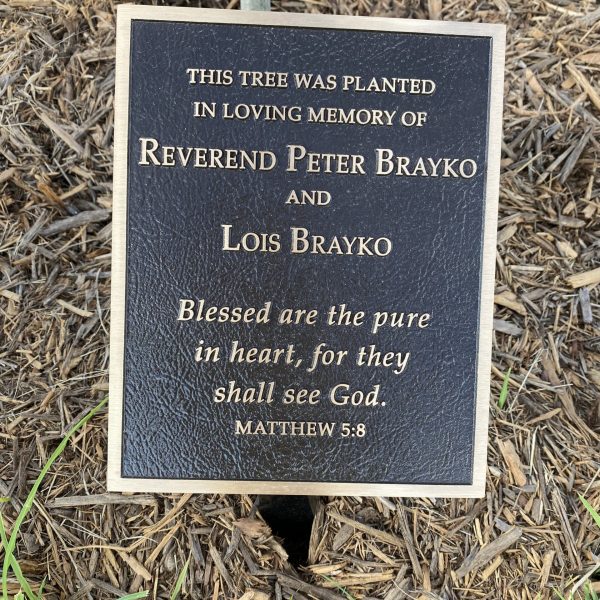 THIS TREE WAS PLANTED
IN LOVING MEMORY OF
REVEREND PETER BRAYKO
AND
LOIS BRAYKO
Blessed are the pure
in heart, for they
shall see God.
MATTHEW 5:8